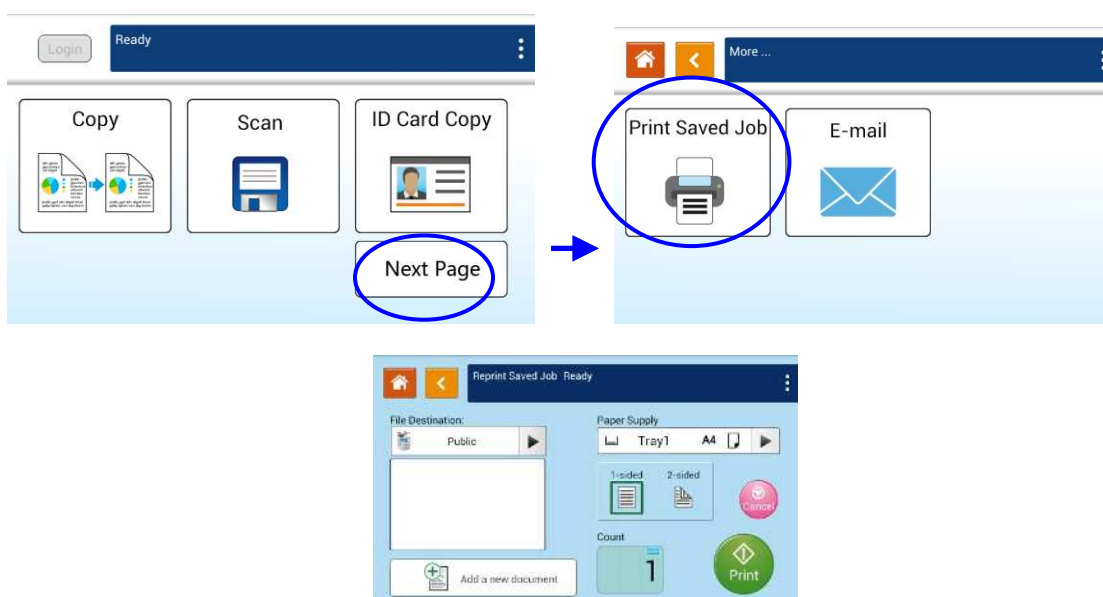 Login
Ready
Copy
Scan
ID Card Copy
Next Page
More ...
Print Saved Job
E-mail
Reprint Saved Job Ready
File Destination:
Public
Add a new document
Paper Supply
Tray1 A4
1-sided 2-sided
Cancel
Count
1
Print